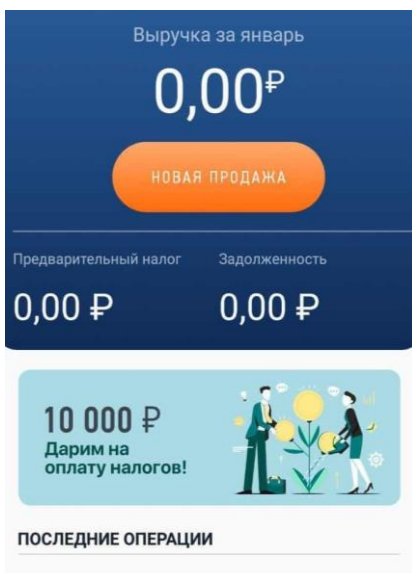 Выручка за январь
0,00₽
НОВАЯ ПРОДАЖА
Предварительный налог
Задолженность
0,00 ₽
0,00 ₽
10 000 ₽
Дарим на
оплату налогов!
ПОСЛЕДНИЕ ОПЕРАЦИИ